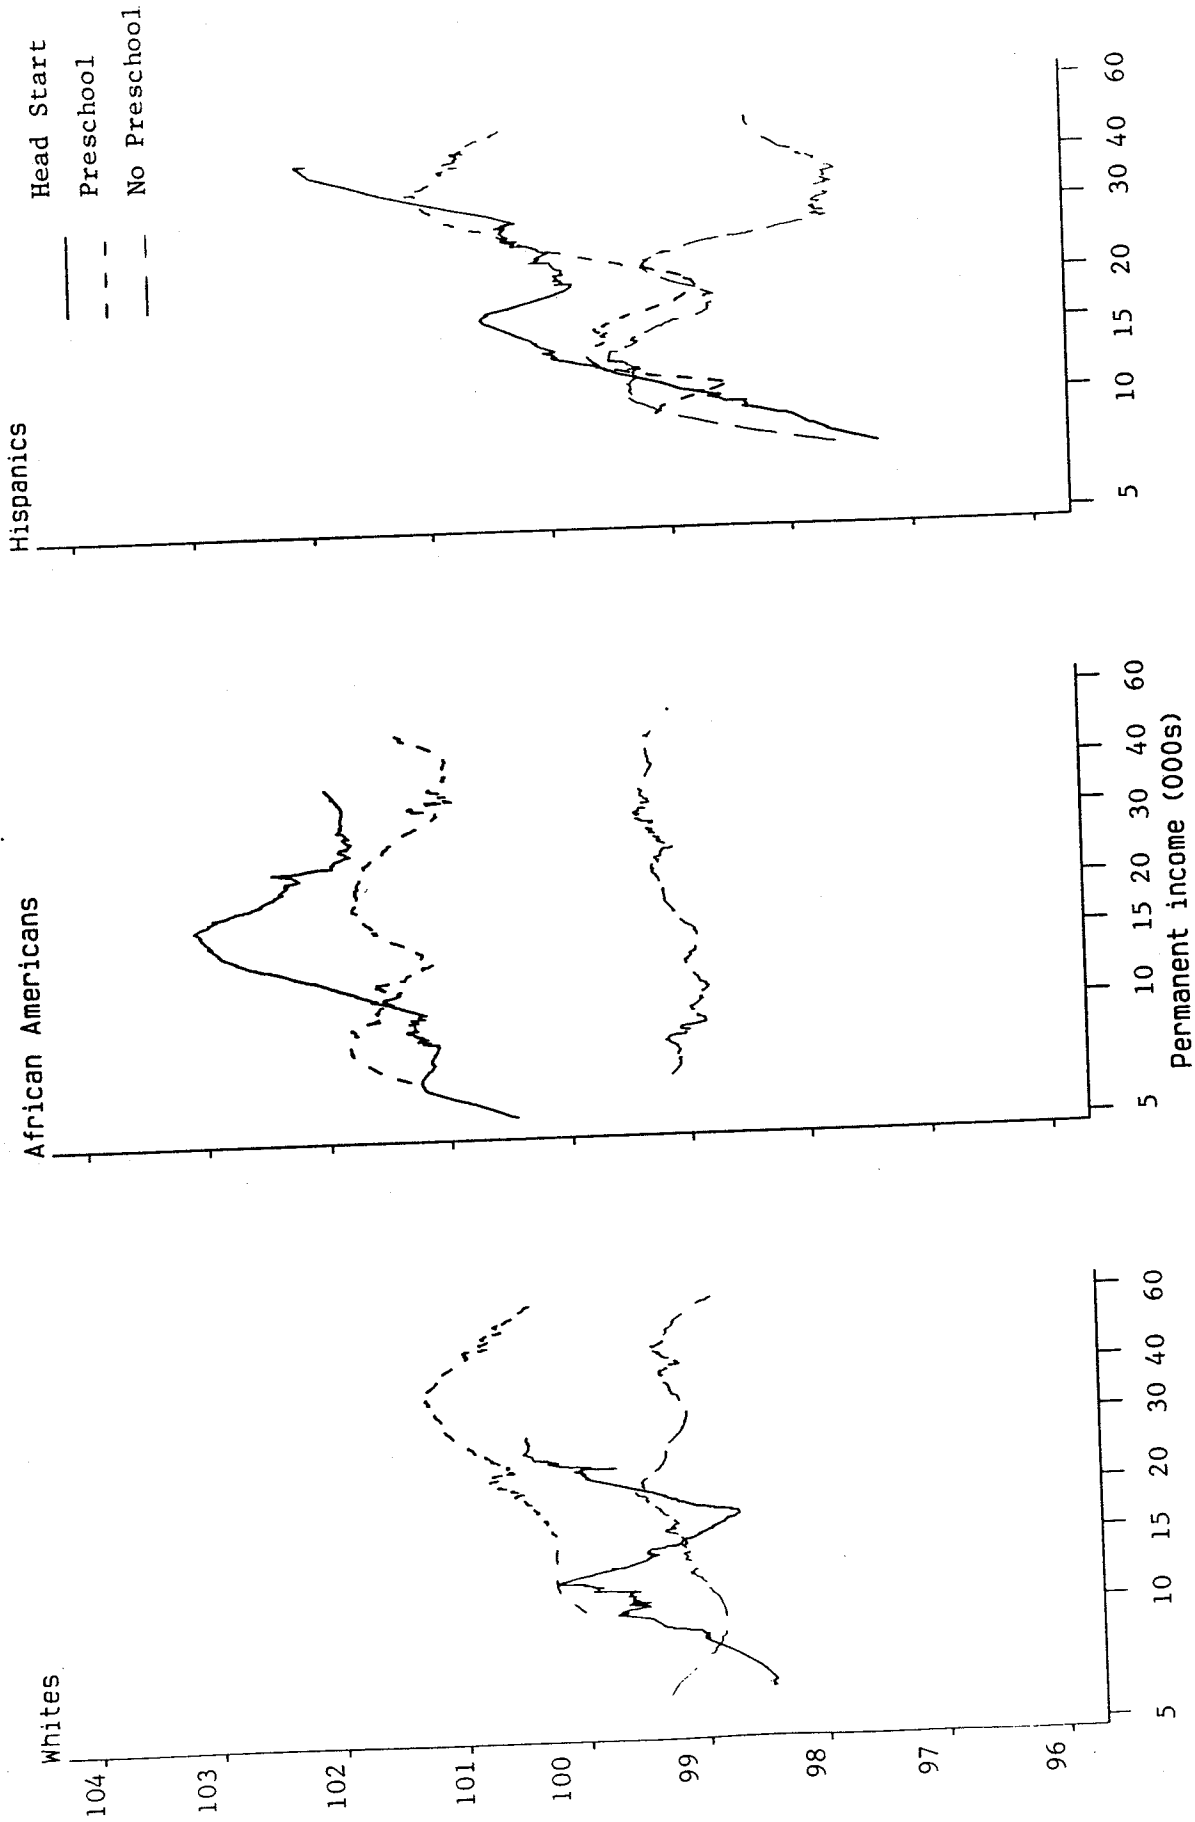 Whites
African Americans
Hispanics
Head Start
Preschool
No Preschool
104
103
102
101
100
99
98
97
96
5 10 15 20 30 40 60
5 10 15 20 30 40 60
5 10 15 20 30 40 60
Permanent income (000s)